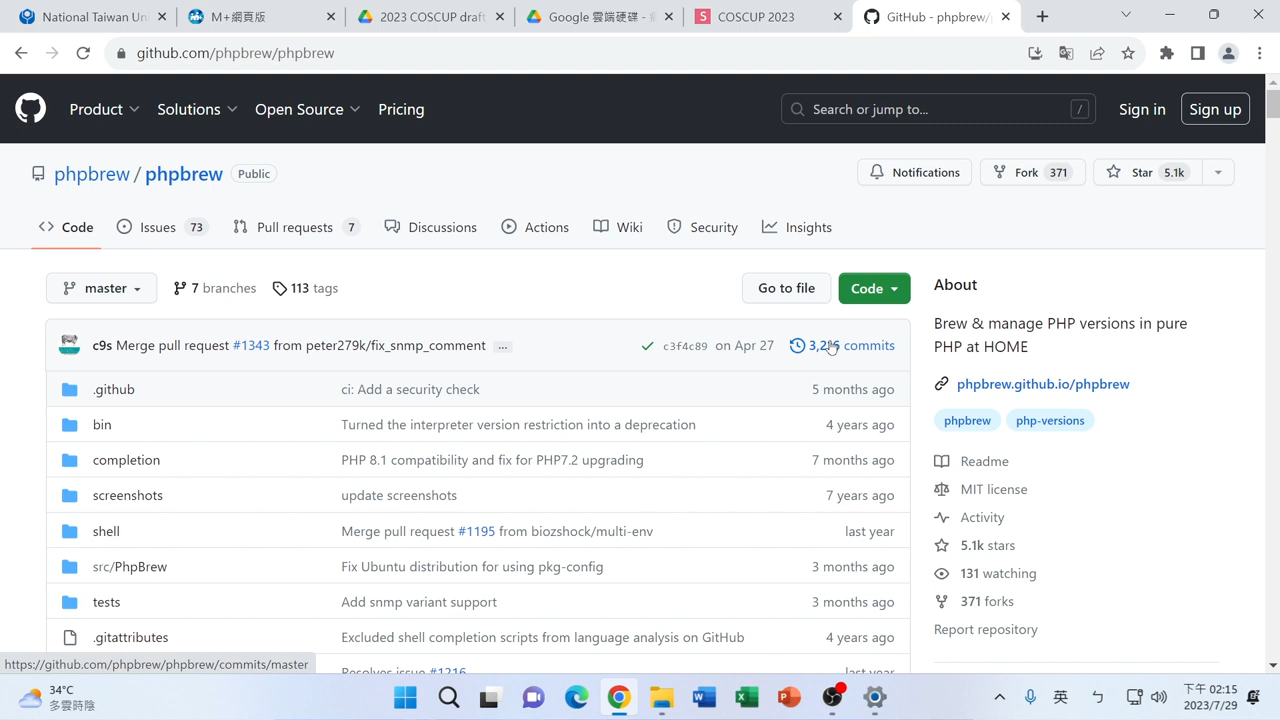 National Taiwan Un
M+網頁版
2023 COSCUP draft
Google 雲端硬碟 -
COSCUP 2023
GitHub - phpbrew/
github.com/phpbrew/phpbrew
Product
Solutions
Open Source
Pricing
Search or jump to...
/
Sign in
Sign up
phpbrew / phpbrew
Public
Notifications
Fork 371
Star 5.1k
Code
Issues 73
Pull requests 7
Discussions
Actions
Wiki
Security
Insights
master
7 branches
113 tags
Go to file
Code
c9s Merge pull request #1343 from peter279k/fix_snmp_comment ...
c3f4c89 on Apr 27
commits
.github
ci: Add a security check
5 months ago
bin
Turned the interpreter version restriction into a deprecation
4 years ago
completion
PHP 8.1 compatibility and fix for PHP7.2 upgrading
7 months ago
screenshots
update screenshots
7 years ago
shell
Merge pull request #1195 from biozshock/multi-env
last year
src/PhpBrew
Fix Ubuntu distribution for using pkg-config
3 months ago
tests
Add snmp variant support
3 months ago
.gitattributes
Excluded shell completion scripts from language analysis on GitHub
4 years ago
Resolves issue #1216
last year
About
Brew & manage PHP versions in pure
PHP at HOME
phpbrew.github.io/phpbrew
phpbrew
php-versions
Readme
MIT license
Activity
5.1k stars
131 watching
371 forks
Report repository
https://github.com/phpbrew/phpbrew/commits/master
34°C
多雲時陰
英
下午 02:15
2023/7/29